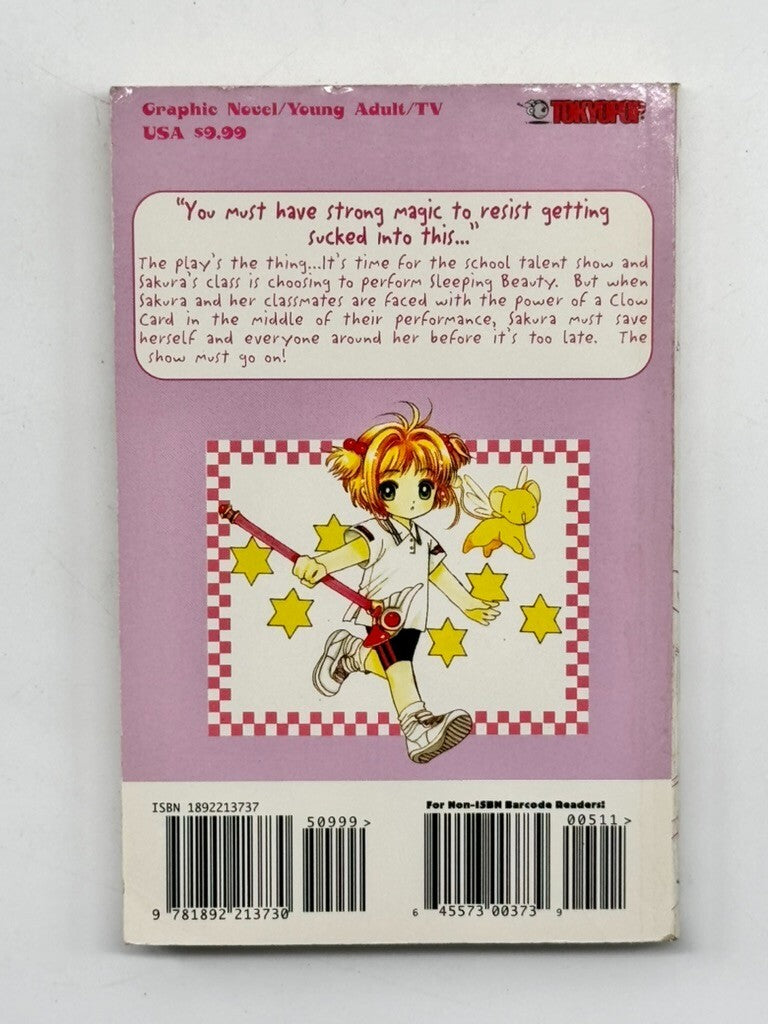 Graphic Novel/Young Adult/TV
USA $9.99
TOKYOPOP
"You must have strong magic to resist getting
sucked into this..."
The play's the thing...It's time for the school talent show and
Sakura's class is choosing to perform Sleeping Beauty. But when
Sakura and her classmates are faced with the power of a Clow
Card in the middle of their performance, Sakura must save
herself and everyone around her before it's too late. The
show must go on!
ISBN 1892213737
50999>
9 781892 213730
For Non-ISBN Barcode Readers!
00511>
6 45573 00373 9